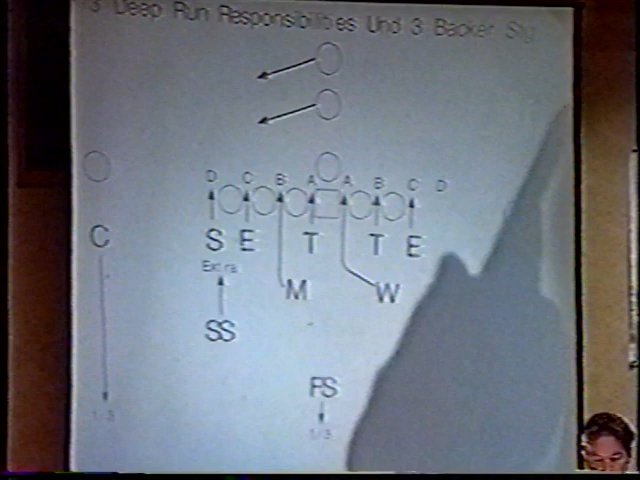 3 Deep Run Responsibilities Und 3 Backer Stg
D C B A A B C D
C S E T T E
Extra
M W
SS
FS
1/3 1/3